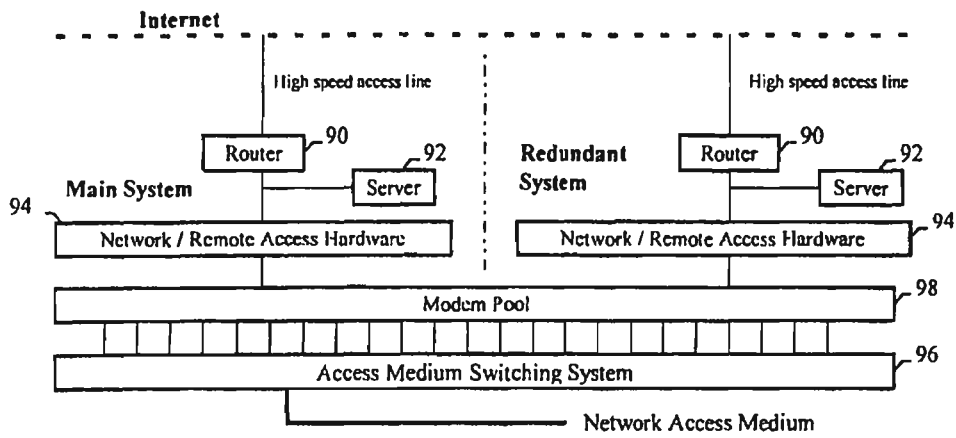 Internet
High speed access line
High speed access line
Router
90
Router
90
92
92
Main System
Server
Redundant
System
Server
94
Network / Remote Access Hardware
Network / Remote Access Hardware
94
Modem Pool
98
Access Medium Switching System
96
Network Access Medium